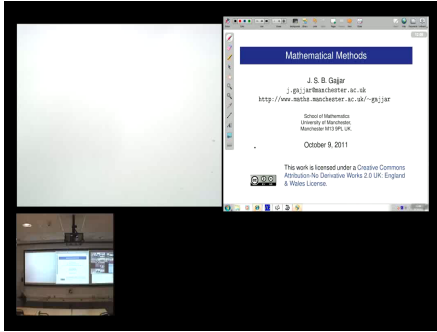 Mathematical Methods
J. S. B. Gajjar
j.gajjar@manchester.ac.uk
http://www.maths.manchester.ac.uk/~gajjar
School of Mathematics
University of Manchester,
Manchester M13 9PL UK.
October 9, 2011
This work is licensed under a Creative Commons
Attribution-No Derivative Works 2.0 UK: England
& Wales License.